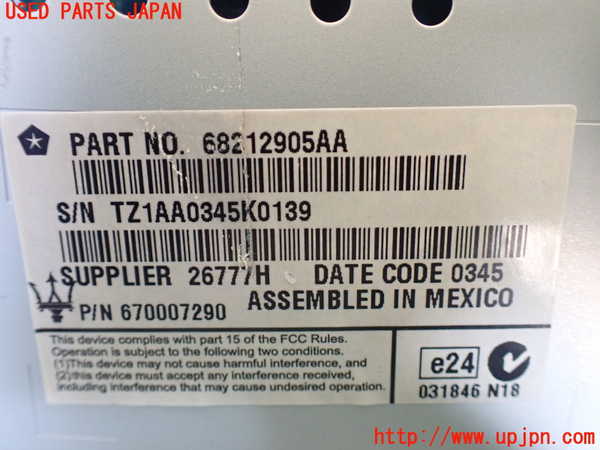 USED PARTS JAPAN
PART NO. 68212905AA
S/N TZ1AA0345K0139
SUPPLIER 26777H DATE CODE 0345
P/N 670007290 ASSEMBLED IN MEXICO
This device complies with part 15 of the FCC Rules.
Operation is subject to the following two conditions.
(1)This device may not cause harmful interference, and
(2)this device must accept any interference received,
including interference that may cause undesired operation.
e24
031846 N18
http://www.upjpn.com/